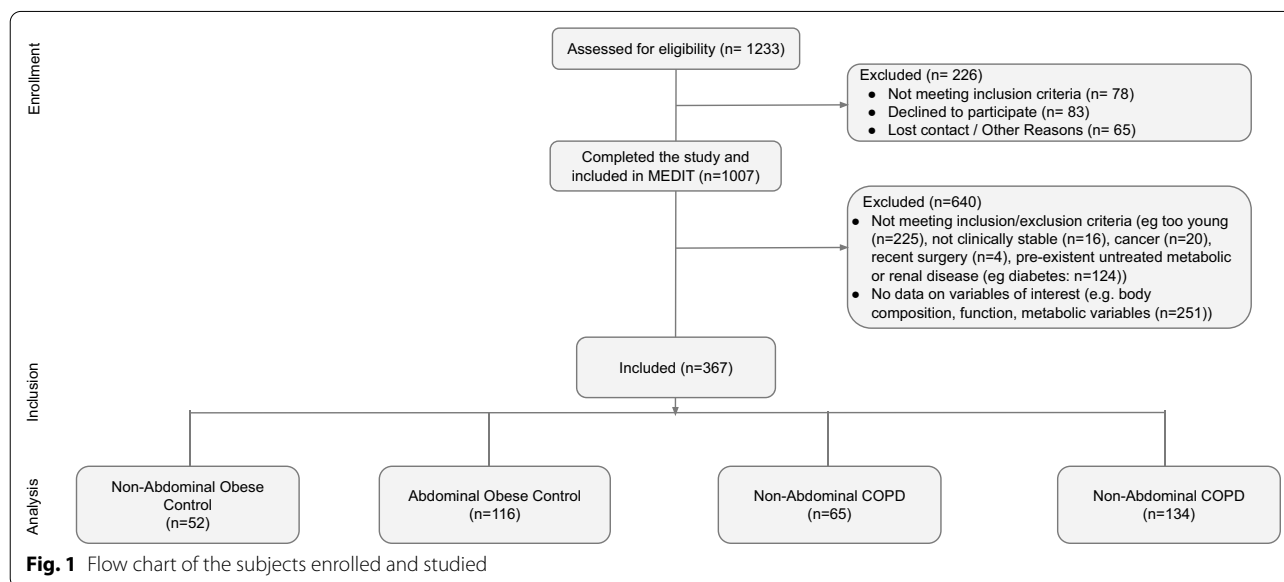 Enrollment
Assessed for eligibility (n= 1233)
Excluded (n= 226)
● Not meeting inclusion criteria (n= 78)
● Declined to participate (n= 83)
● Lost contact / Other Reasons (n= 65)
Completed the study and
included in MEDIT (n=1007)
Excluded (n=640)
● Not meeting inclusion/exclusion criteria (eg too young
(n=225), not clinically stable (n=16), cancer (n=20),
recent surgery (n=4), pre-existent untreated metabolic
or renal disease (eg diabetes: n=124))
● No data on variables of interest (e.g. body
composition, function, metabolic variables (n=251))
Inclusion
Included (n=367)
Analysis
Non-Abdominal Obese
Control
(n=52)
Abdominal Obese Control
(n=116)
Non-Abdominal COPD
(n=65)
Non-Abdominal COPD
(n=134)
Fig. 1 Flow chart of the subjects enrolled and studied